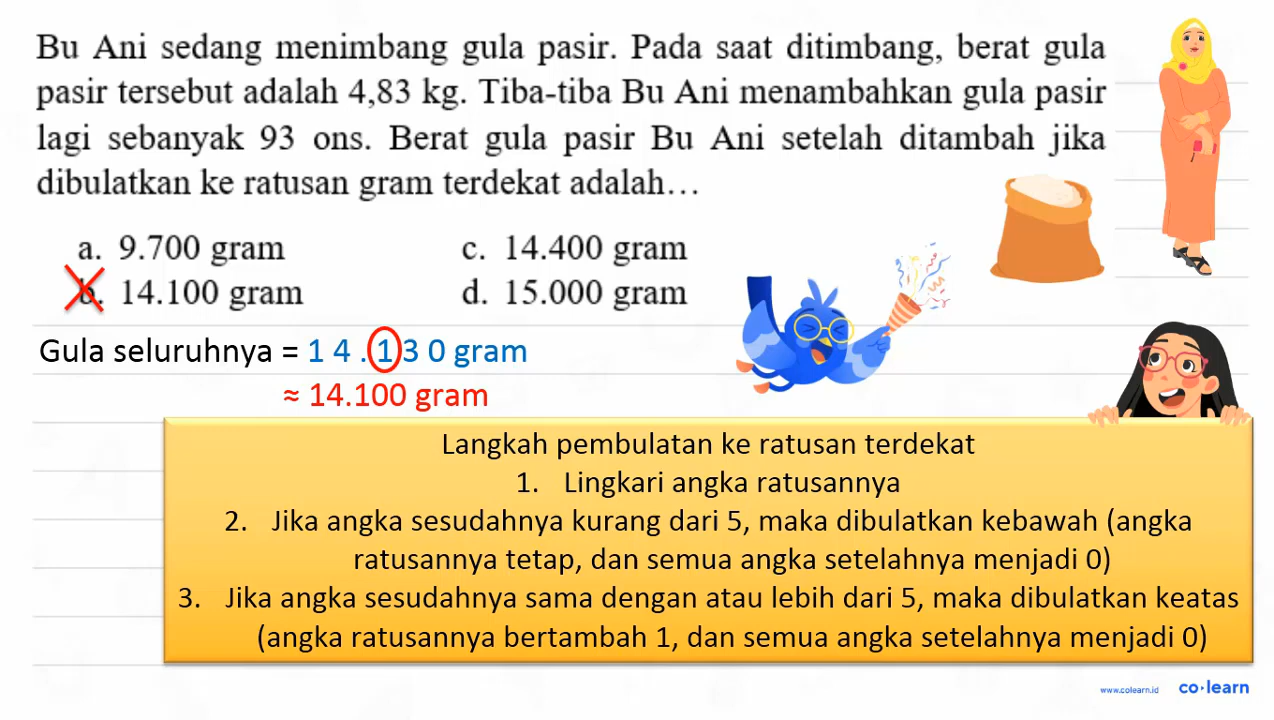 Bu Ani sedang menimbang gula pasir. Pada saat ditimbang, berat gula
pasir tersebut adalah 4,83 kg. Tiba-tiba Bu Ani menambahkan gula pasir
lagi sebanyak 93 ons. Berat gula pasir Bu Ani setelah ditambah jika
dibulatkan ke ratusan gram terdekat adalah...
a. 9.700 gram
b. 14.100 gram
c. 14.400 gram
d. 15.000 gram
Gula seluruhnya = 1 4 . 1 3 0 gram
≈ 14.100 gram
Langkah pembulatan ke ratusan terdekat
1. Lingkari angka ratusannya
2. Jika angka sesudahnya kurang dari 5, maka dibulatkan kebawah (angka
ratusannya tetap, dan semua angka setelahnya menjadi 0)
3. Jika angka sesudahnya sama dengan atau lebih dari 5, maka dibulatkan keatas
(angka ratusannya bertambah 1, dan semua angka setelahnya menjadi 0)
www.colearn.id co·learn